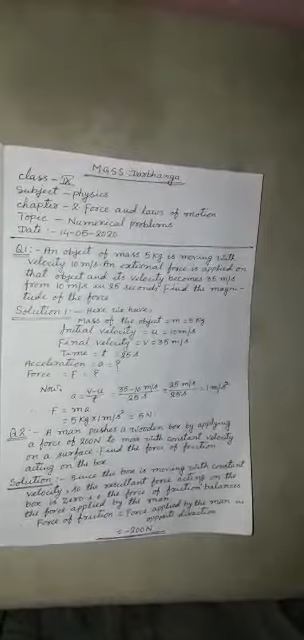 MGSS Darbhanga
class - IX
Subject - physics
chapter - 2 Force and laws of motion
Topic - Numerical problems
Date :- 14-05-2020
Q1:- An object of mass 5 Kg is moving with
velocity 10 m/s. An external force is applied on
that object and its velocity becomes 35 m/s
from 10 m/s in 25 seconds. Find the magni-
tude of the force
Solution 1:- Here we have,
Mass of the object = m = 5 Kg
Initial velocity = u = 10 m/s
Final velocity = v = 35 m/s
Time = t = 25 s
Acceleration = a = ?
Force = F = ?
Now, a = v-u/t = 35-10 m/s/25 s = 25 m/s/25 s = 1 m/s²
F = ma
= 5 Kg x 1 m/s² = 5 N
Q2:- A man pushes a wooden box by applying
a force of 200N to move with constant velocity
on a surface. Find the force of friction
acting on the box
Solution:- Since the box is moving with constant
velocity, so the resultant force acting on the
box is zero i.e. the force of friction balances
the force applied by the man
Force of friction = Force applied by the man in
opposite direction
= -200N